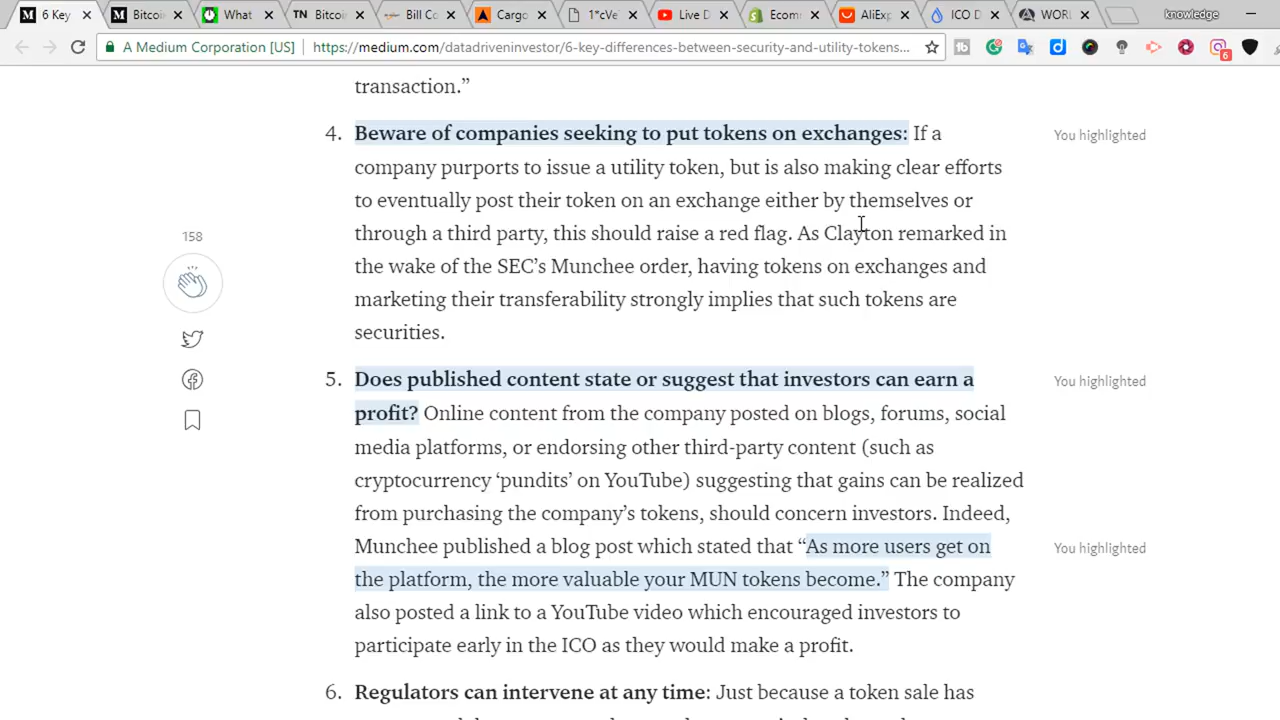 6 Key
Bitcoin
What
Bitcoin
Bill Co
Cargo
1*cVe
Live D
Ecom
AliExp
ICO D
WORL
knowledge
A Medium Corporation [US]
https://medium.com/datadriveninvestor/6-key-differences-between-security-and-utility-tokens...
6
transaction.”
4. Beware of companies seeking to put tokens on exchanges: If a
You highlighted
company purports to issue a utility token, but is also making clear efforts
to eventually post their token on an exchange either by themselves or
through a third party, this should raise a red flag. As Clayton remarked in
158
the wake of the SEC’s Munchee order, having tokens on exchanges and
marketing their transferability strongly implies that such tokens are
securities.
5. Does published content state or suggest that investors can earn a
You highlighted
profit? Online content from the company posted on blogs, forums, social
media platforms, or endorsing other third-party content (such as
cryptocurrency ‘pundits’ on YouTube) suggesting that gains can be realized
from purchasing the company’s tokens, should concern investors. Indeed,
Munchee published a blog post which stated that “As more users get on
You highlighted
the platform, the more valuable your MUN tokens become.” The company
also posted a link to a YouTube video which encouraged investors to
participate early in the ICO as they would make a profit.
6. Regulators can intervene at any time: Just because a token sale has